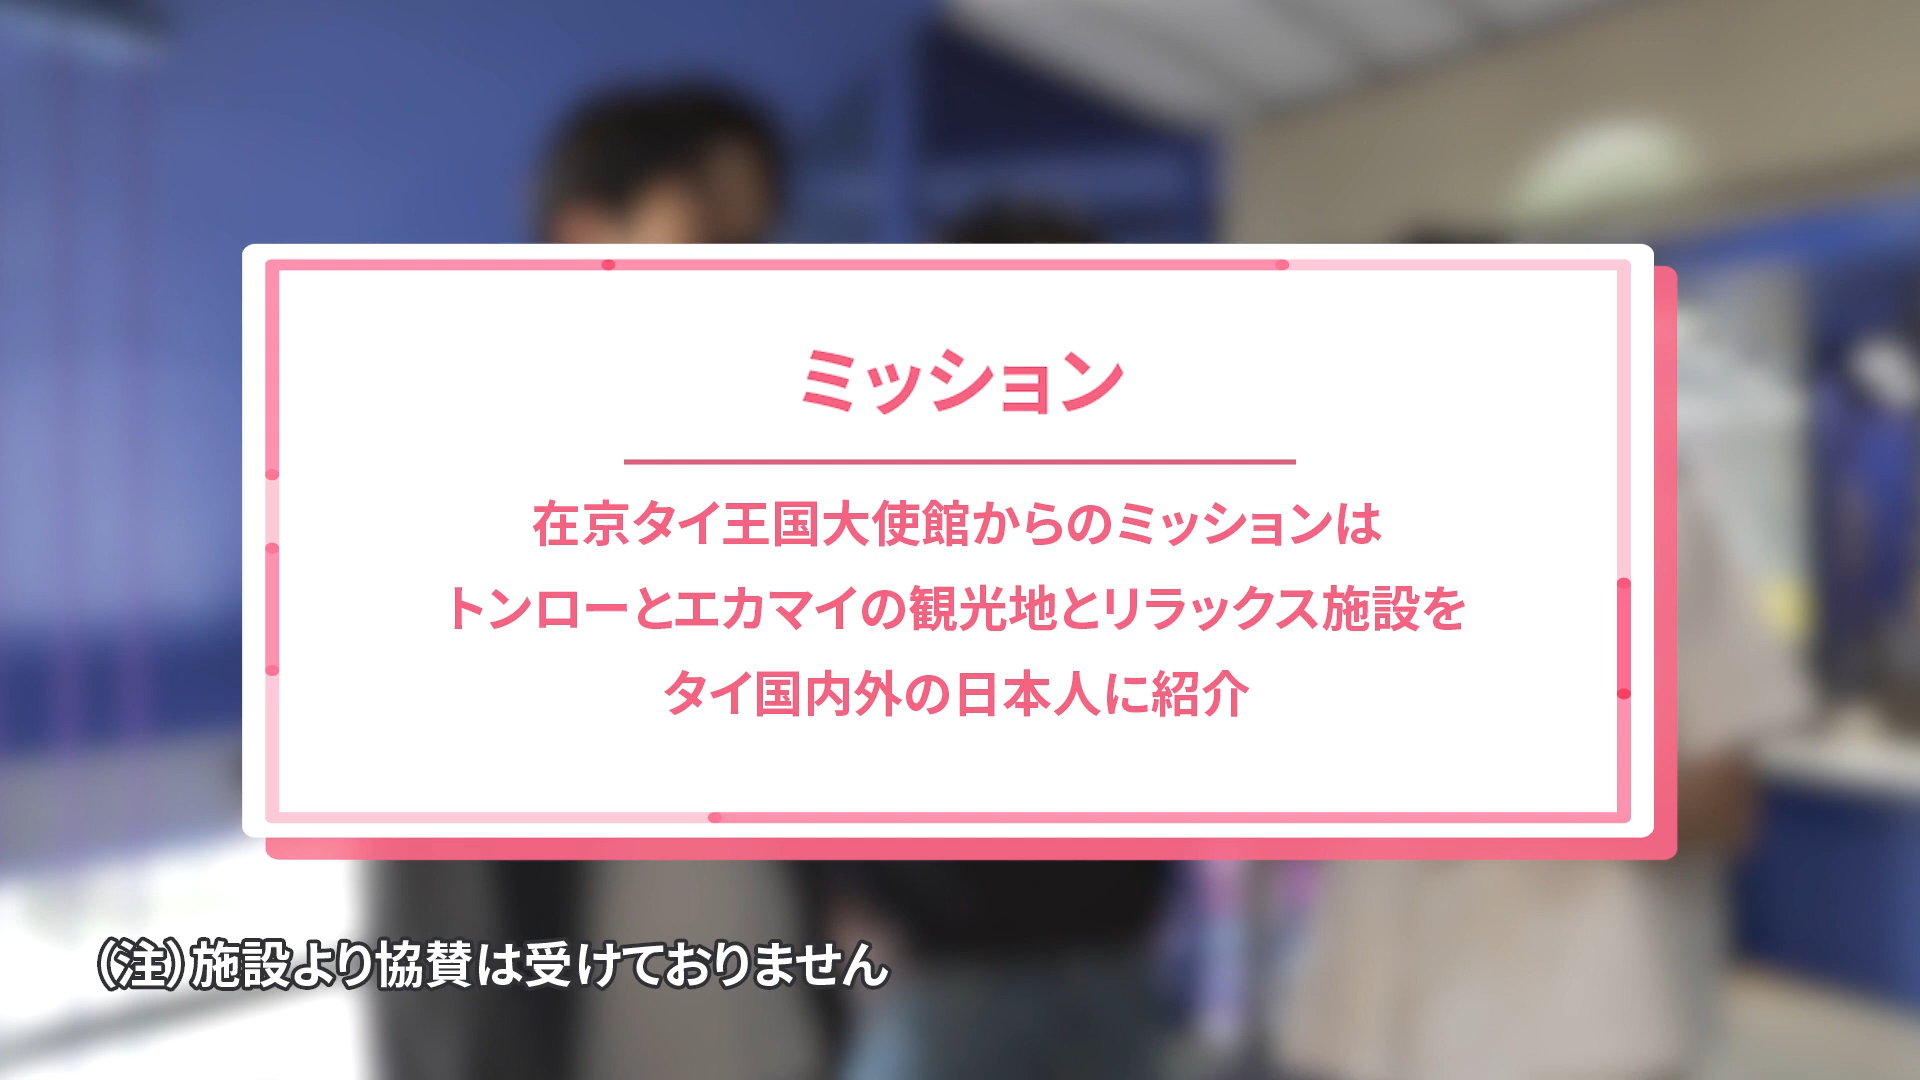 ミッション
在京タイ王国大使館からのミッションは
トンローとエカマイの観光地とリラックス施設を
タイ国内外の日本人に紹介
（注）施設より協賛は受けておりません